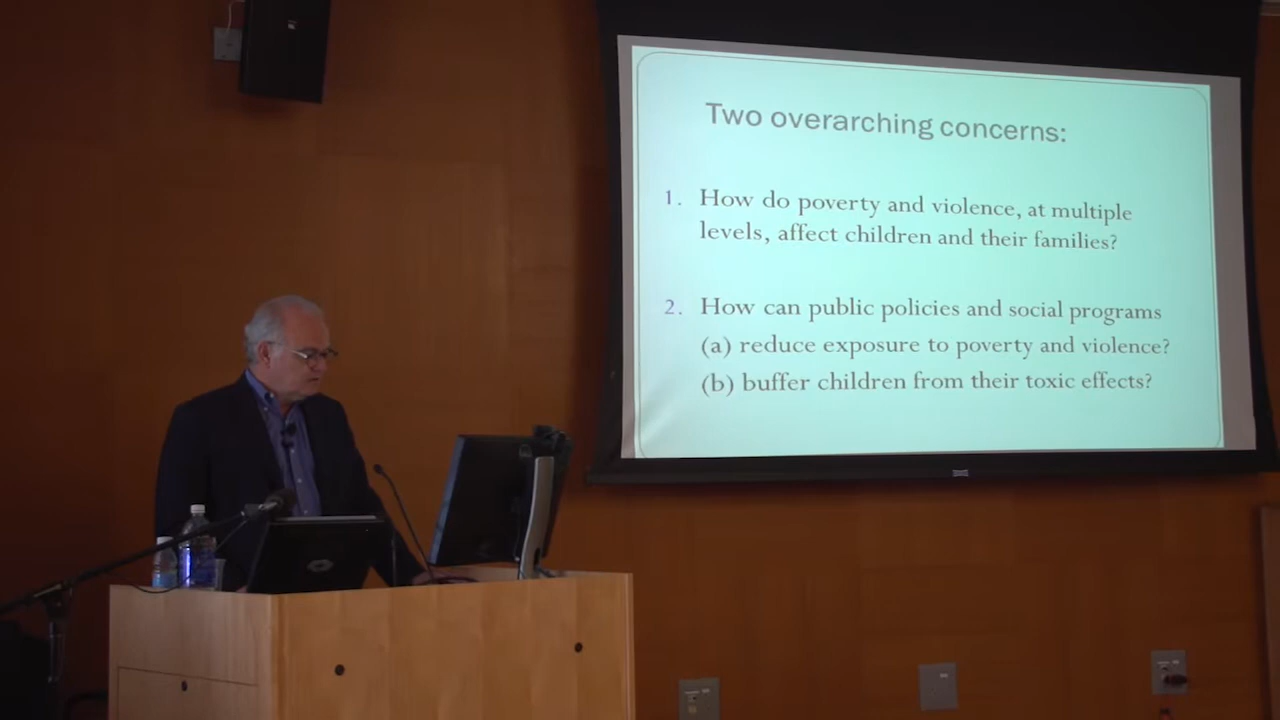 Two overarching concerns:
1. How do poverty and violence, at multiple
levels, affect children and their families?
2. How can public policies and social programs
(a) reduce exposure to poverty and violence?
(b) buffer children from their toxic effects?